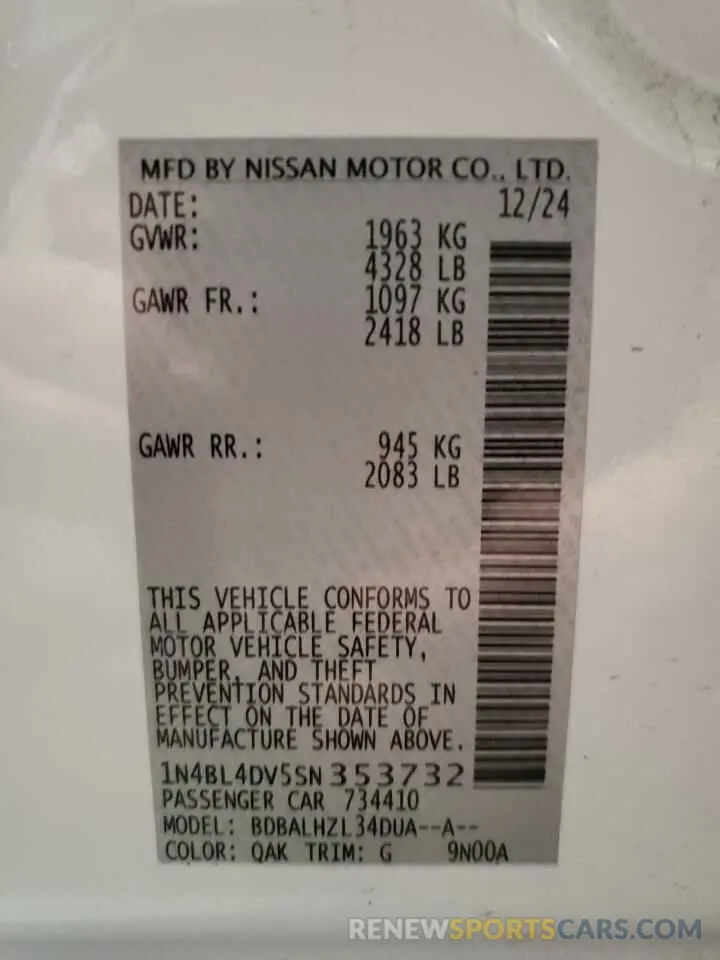 MFD BY NISSAN MOTOR CO., LTD.
DATE: 12/24
GVWR: 1963 KG
4328 LB
GAWR FR.: 1097 KG
2418 LB
GAWR RR.: 945 KG
2083 LB
THIS VEHICLE CONFORMS TO
ALL APPLICABLE FEDERAL
MOTOR VEHICLE SAFETY,
BUMPER, AND THEFT
PREVENTION STANDARDS IN
EFFECT ON THE DATE OF
MANUFACTURE SHOWN ABOVE.
1N4BL4DV5SN353732
PASSENGER CAR 734410
MODEL: BDBALHZL34DUA--A--
COLOR: QAK TRIM: G 9N00A
RENEWSPORTSCARS.COM